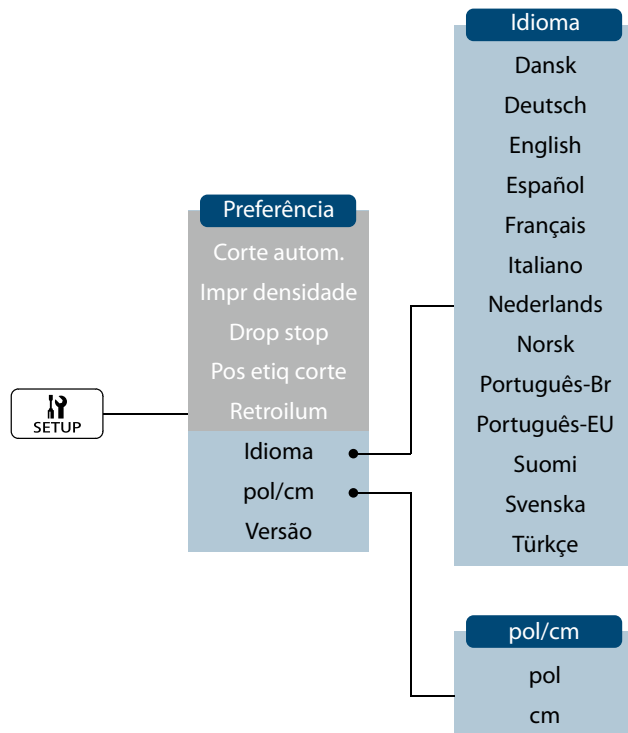 SETUP
Preferência
Corte autom.
Impr densidade
Drop stop
Pos etiq corte
Retroilum
Idioma
pol/cm
Versão
Idioma
Dansk
Deutsch
English
Español
Français
Italiano
Nederlands
Norsk
Português-Br
Português-EU
Suomi
Svenska
Türkçe
pol/cm
pol
cm